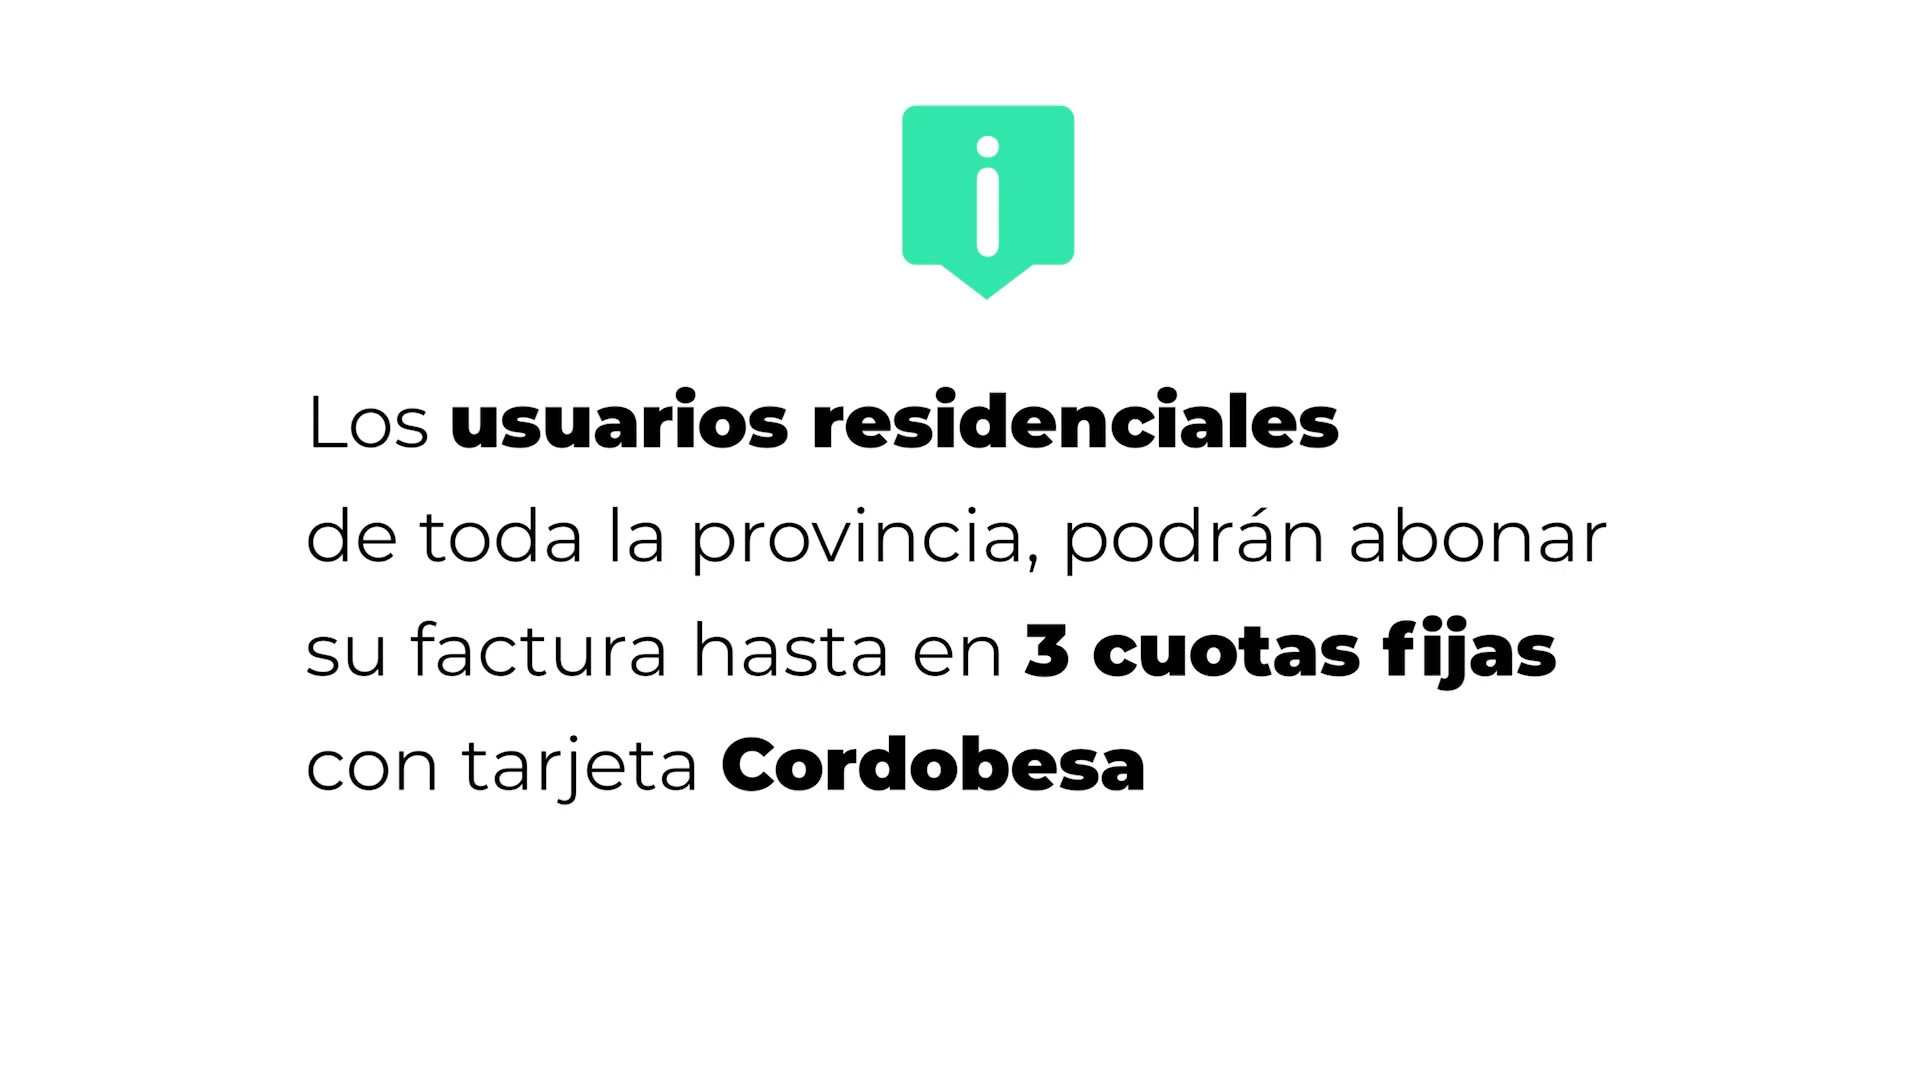 Los usuarios residenciales
de toda la provincia, podrán abonar
su factura hasta en 3 cuotas fijas
con tarjeta Cordobesa